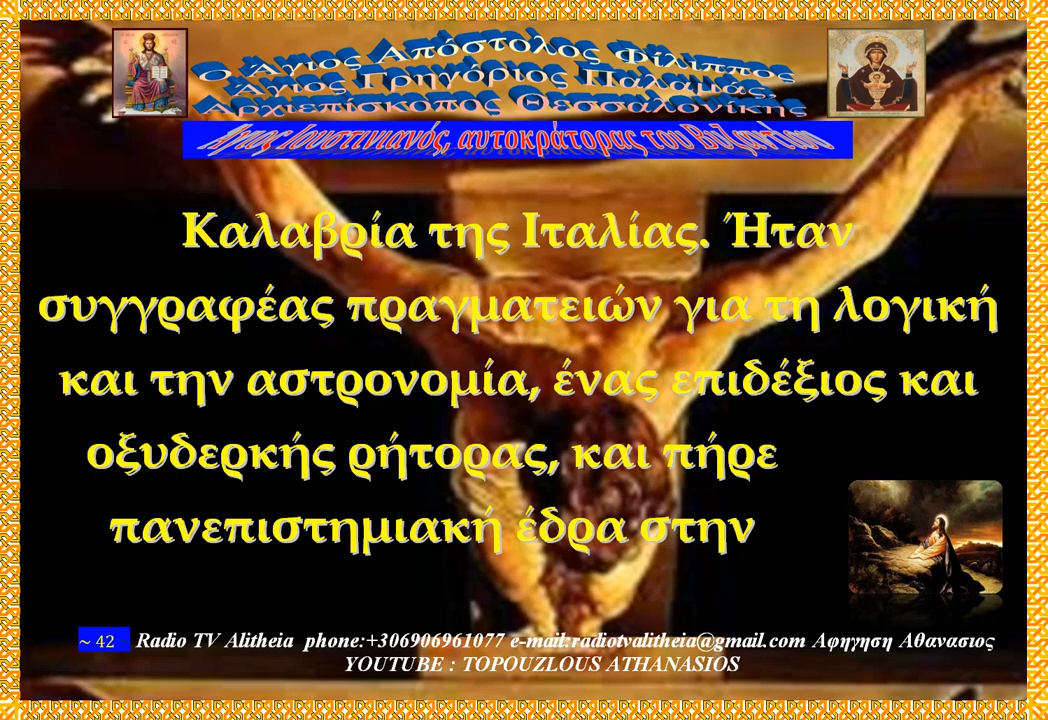 Ο Άγιος Απόστολος Φίλιππος
Άγιος Γρηγόριος Παλαμάς,
Αρχιεπίσκοπος Θεσσαλονίκης
Άγιος Ιουστινιανός, αυτοκράτορας του Βυζαντίου
Καλαβρία της Ιταλίας. Ήταν
συγγραφέας πραγματειών για τη λογική
και την αστρονομία, ένας επιδέξιος και
οξυδερκής ρήτορας, και πήρε
πανεπιστημιακή έδρα στην
~ 42 Radio TV Alitheia phone:+306906961077 e-mail:radiotvalitheia@gmail.com Αφηγηση Αθανασιος
YOUTUBE : TOPOUZLOUS ATHANASIOS